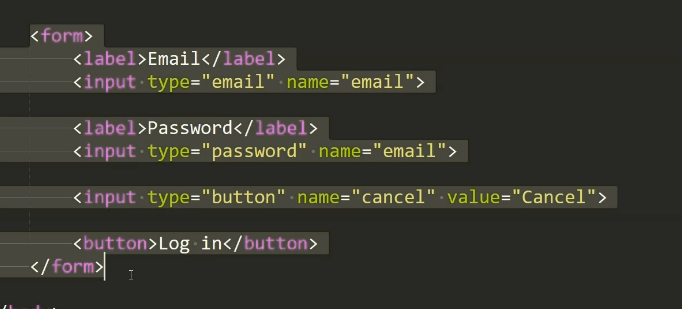 <form>
<label>Email</label>
<input type="email" name="email">
<label>Password</label>
<input type="password" name="email">
<input type="button" name="cancel" value="Cancel">
<button>Log in</button>
</form>